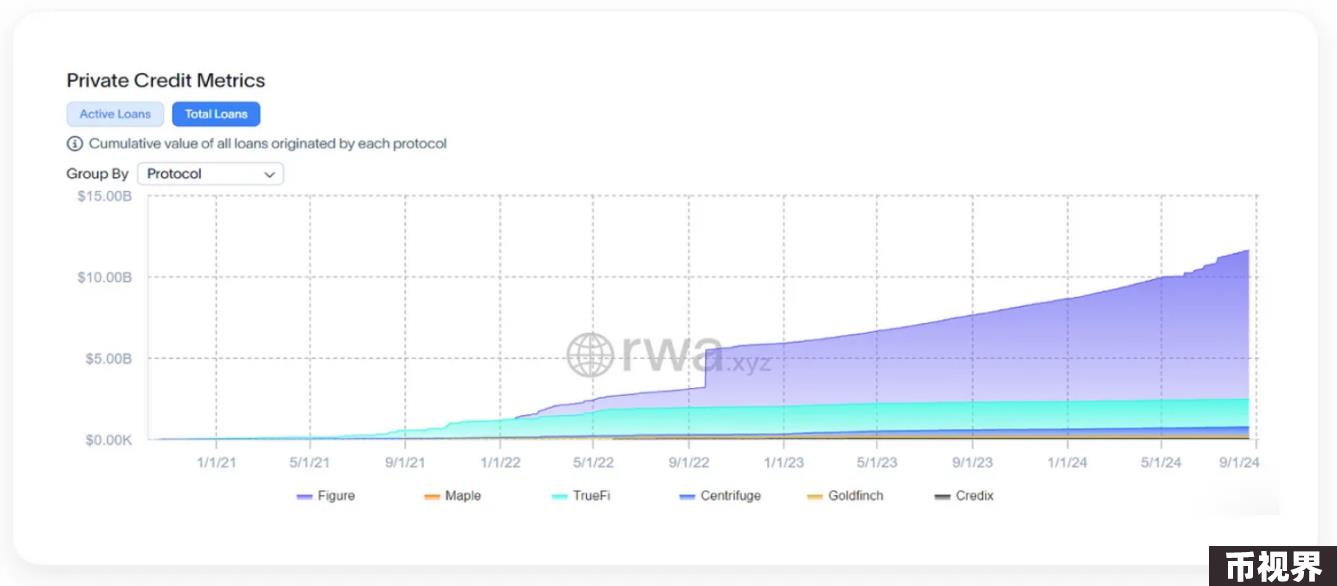 Private Credit Metrics
Active Loans Total Loans
Cumulative value of all loans originated by each protocol
Group By Protocol
$15.00B
$10.00B
rwa.xyz
$5.00B
$0.00K
1/1/21 5/1/21 9/1/21 1/1/22 5/1/22 9/1/22 1/1/23 5/1/23 9/1/23 1/1/24 5/1/24 9/1/24
Figure Maple TrueFi Centrifuge Goldfinch Credix
币视界